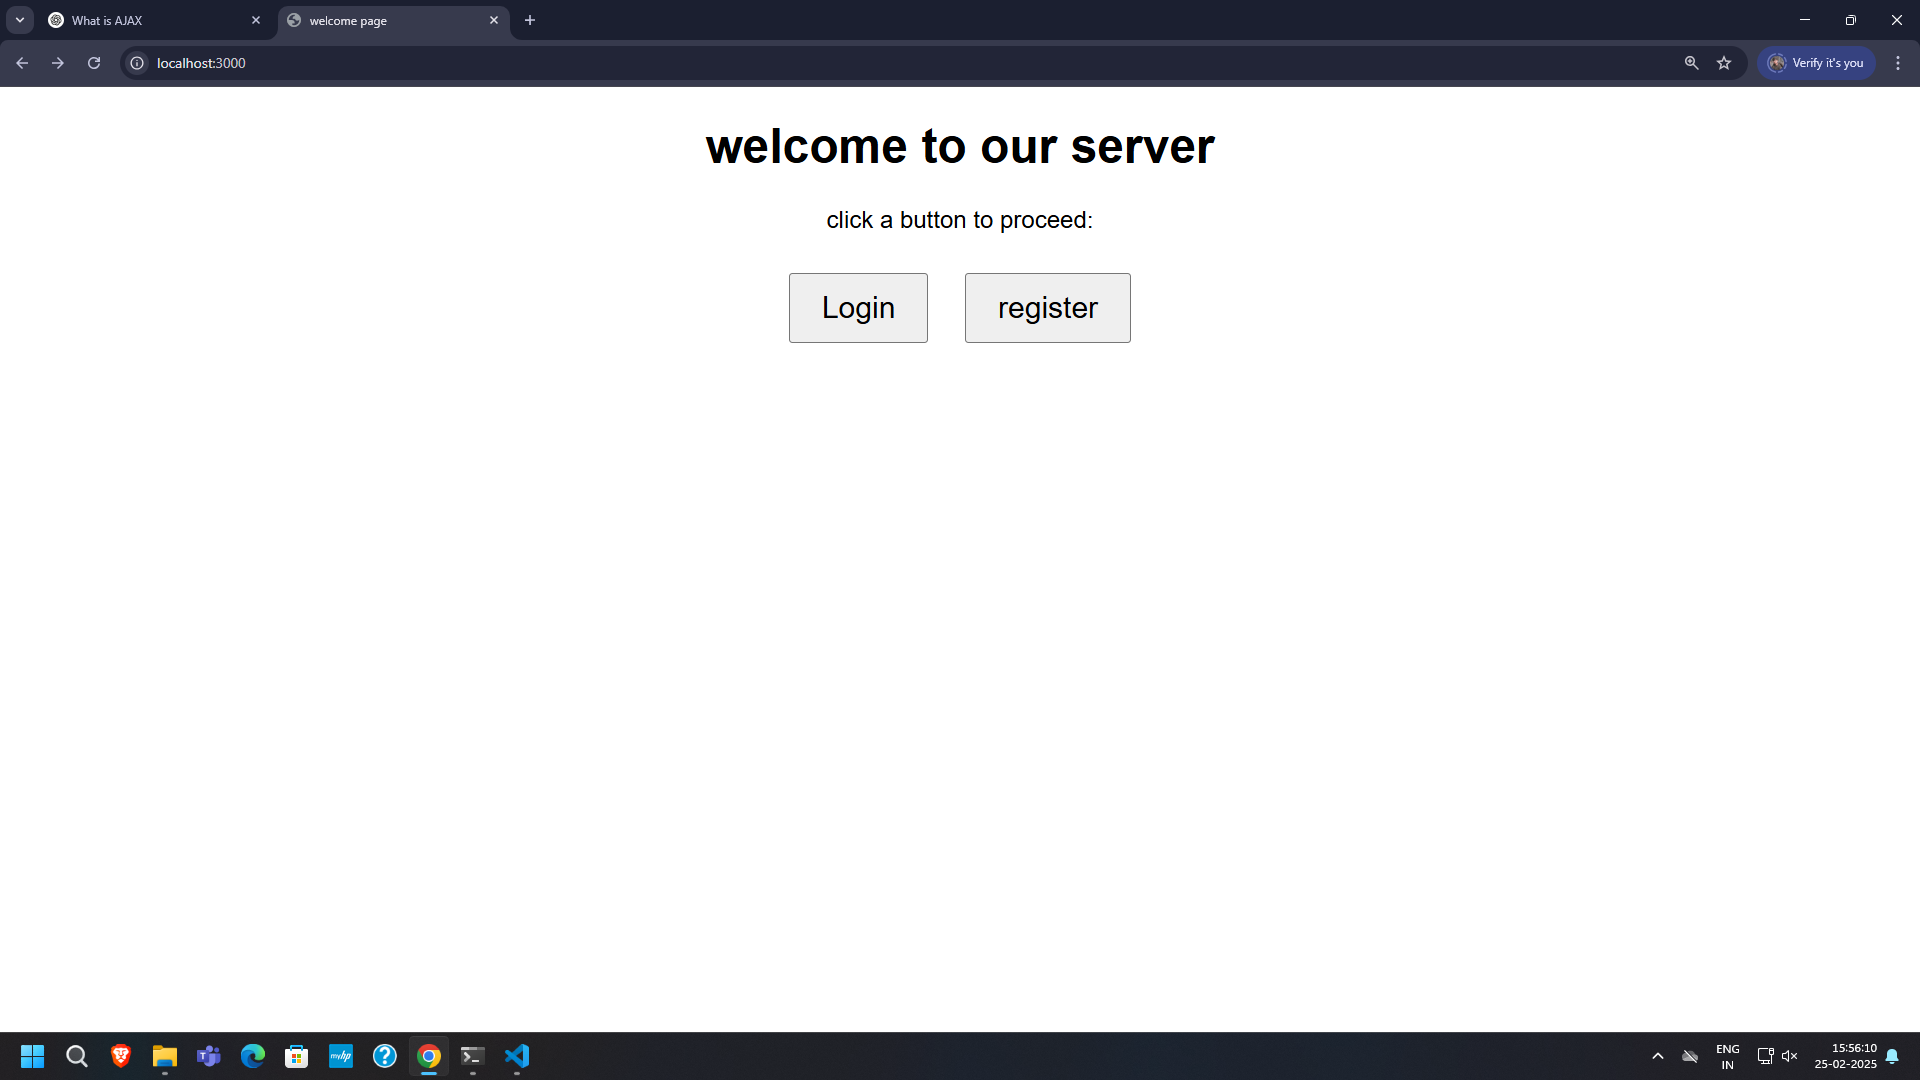 What is AJAX
welcome page
localhost:3000
Verify it's you
welcome to our server
click a button to proceed:
Login register
myhp
ENG
IN
15:56:10
25-02-2025